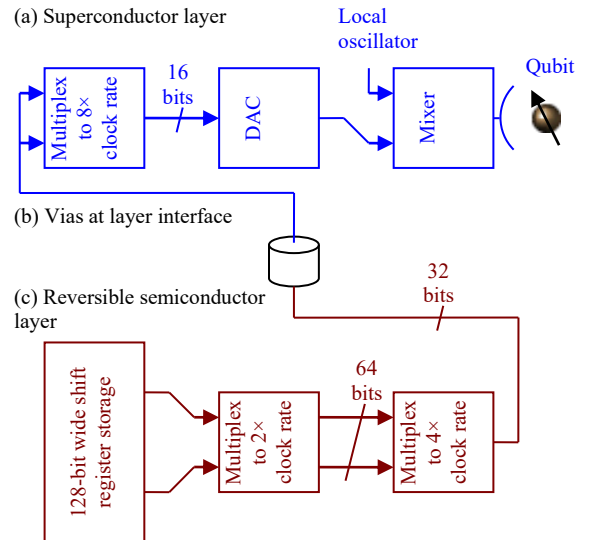 (a) Superconductor layer
Local
oscillator
Qubit
Multiplex
to 8×
clock rate
16
bits
DAC
Mixer
(b) Vias at layer interface
(c) Reversible semiconductor
layer
32
bits
128-bit wide shift
register storage
Multiplex
to 2×
clock rate
64
bits
Multiplex
to 4×
clock rate